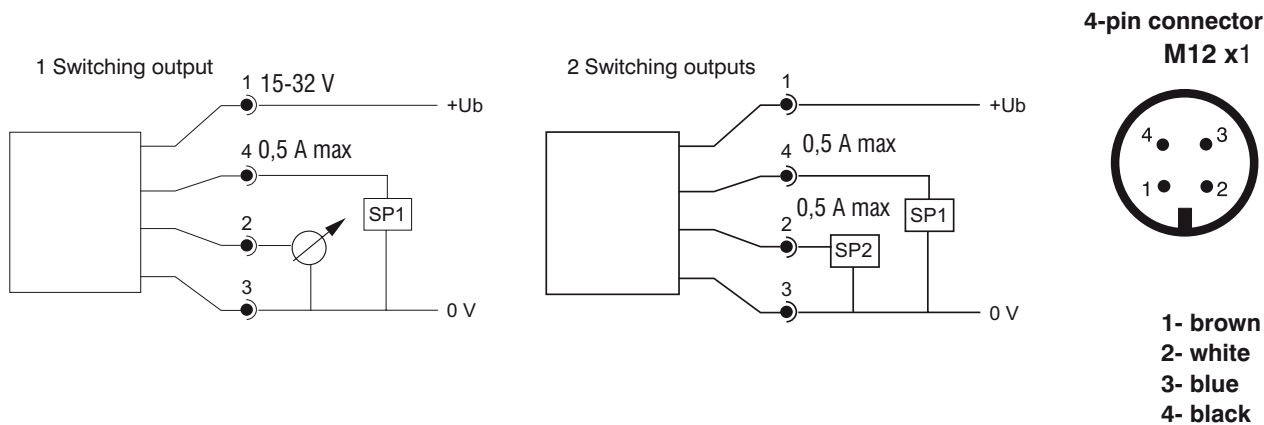 1 Switching output
1 15-32 V
+Ub
4 0,5 A max
SP1
2
3
0 V
2 Switching outputs
1
+Ub
4 0,5 A max
0,5 A max
2
SP1
SP2
3
0 V
4-pin connector
M12 x1
4 3
1 2
1- brown
2- white
3- blue
4- black